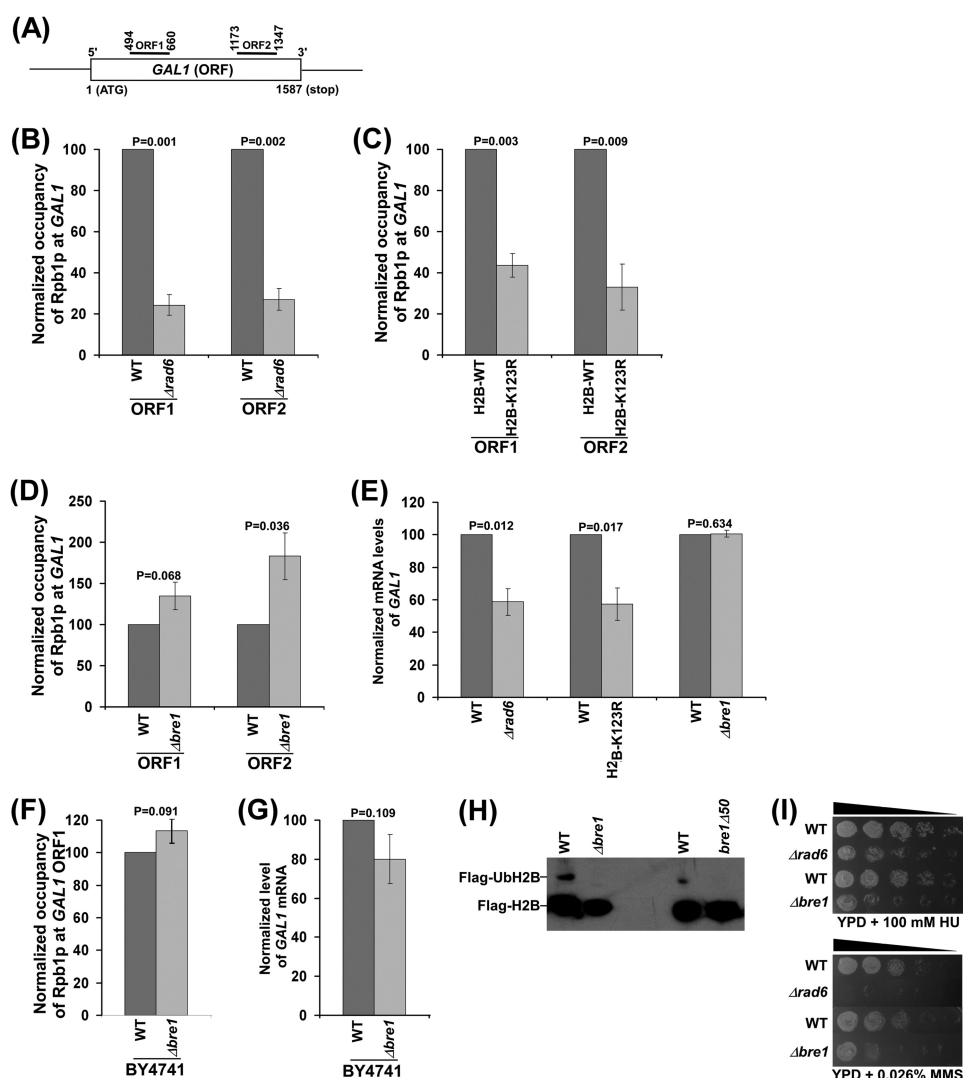 (A)
494 ORF1 660
1173 ORF2 1347
5' 3'
GAL1 (ORF)
1 (ATG) 1587 (stop)
(B)
Normalized occupancy
of Rpb1p at GAL1
100
80
60
40
20
0
P=0.001 P=0.002
WT Δrad6 WT Δrad6
ORF1 ORF2
(C)
Normalized occupancy
of Rpb1p at GAL1
100
80
60
40
20
0
P=0.003 P=0.009
H2B-WT H2B-K123R H2B-WT H2B-K123R
ORF1 ORF2
(D)
Normalized occupancy
of Rpb1p at GAL1
250
200
150
100
50
0
P=0.068 P=0.036
WT Δbre1 WT Δbre1
ORF1 ORF2
(E)
Normalized mRNA levels
of GAL1
120
100
80
60
40
20
0
P=0.012 P=0.017 P=0.634
WT Δrad6 WT H2B-K123R WT Δbre1
(F)
Normalized occupancy
of Rpb1p at GAL1 ORF1
120
100
80
60
40
20
0
P=0.091
WT Δbre1
BY4741
(G)
Normalized level
of GAL1 mRNA
100
80
60
40
20
0
P=0.109
WT Δbre1
BY4741
(H)
WT Δbre1 WT bre1Δ50
Flag-UbH2B
Flag-H2B
(I)
WT
Δrad6
WT
Δbre1
YPD + 100 mM HU
WT
Δrad6
WT
Δbre1
YPD + 0.026% MMS